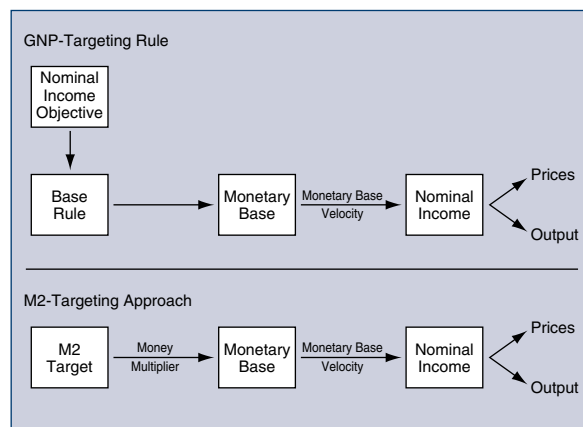 GNP-Targeting Rule
Nominal
Income
Objective
Base
Rule
Monetary
Base
Monetary Base
Velocity
Nominal
Income
Prices
Output
M2-Targeting Approach
M2
Target
Money
Multiplier
Monetary
Base
Monetary Base
Velocity
Nominal
Income
Prices
Output